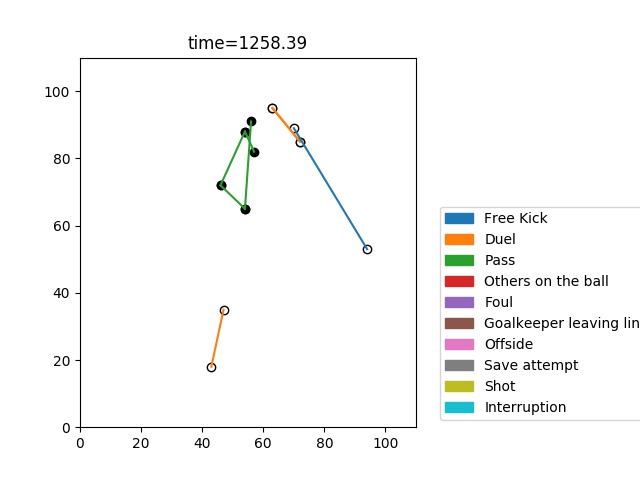 time=1258.39
100
80
60
40
20
0
0 20 40 60 80 100
Free Kick
Duel
Pass
Others on the ball
Foul
Goalkeeper leaving lin
Offside
Save attempt
Shot
Interruption